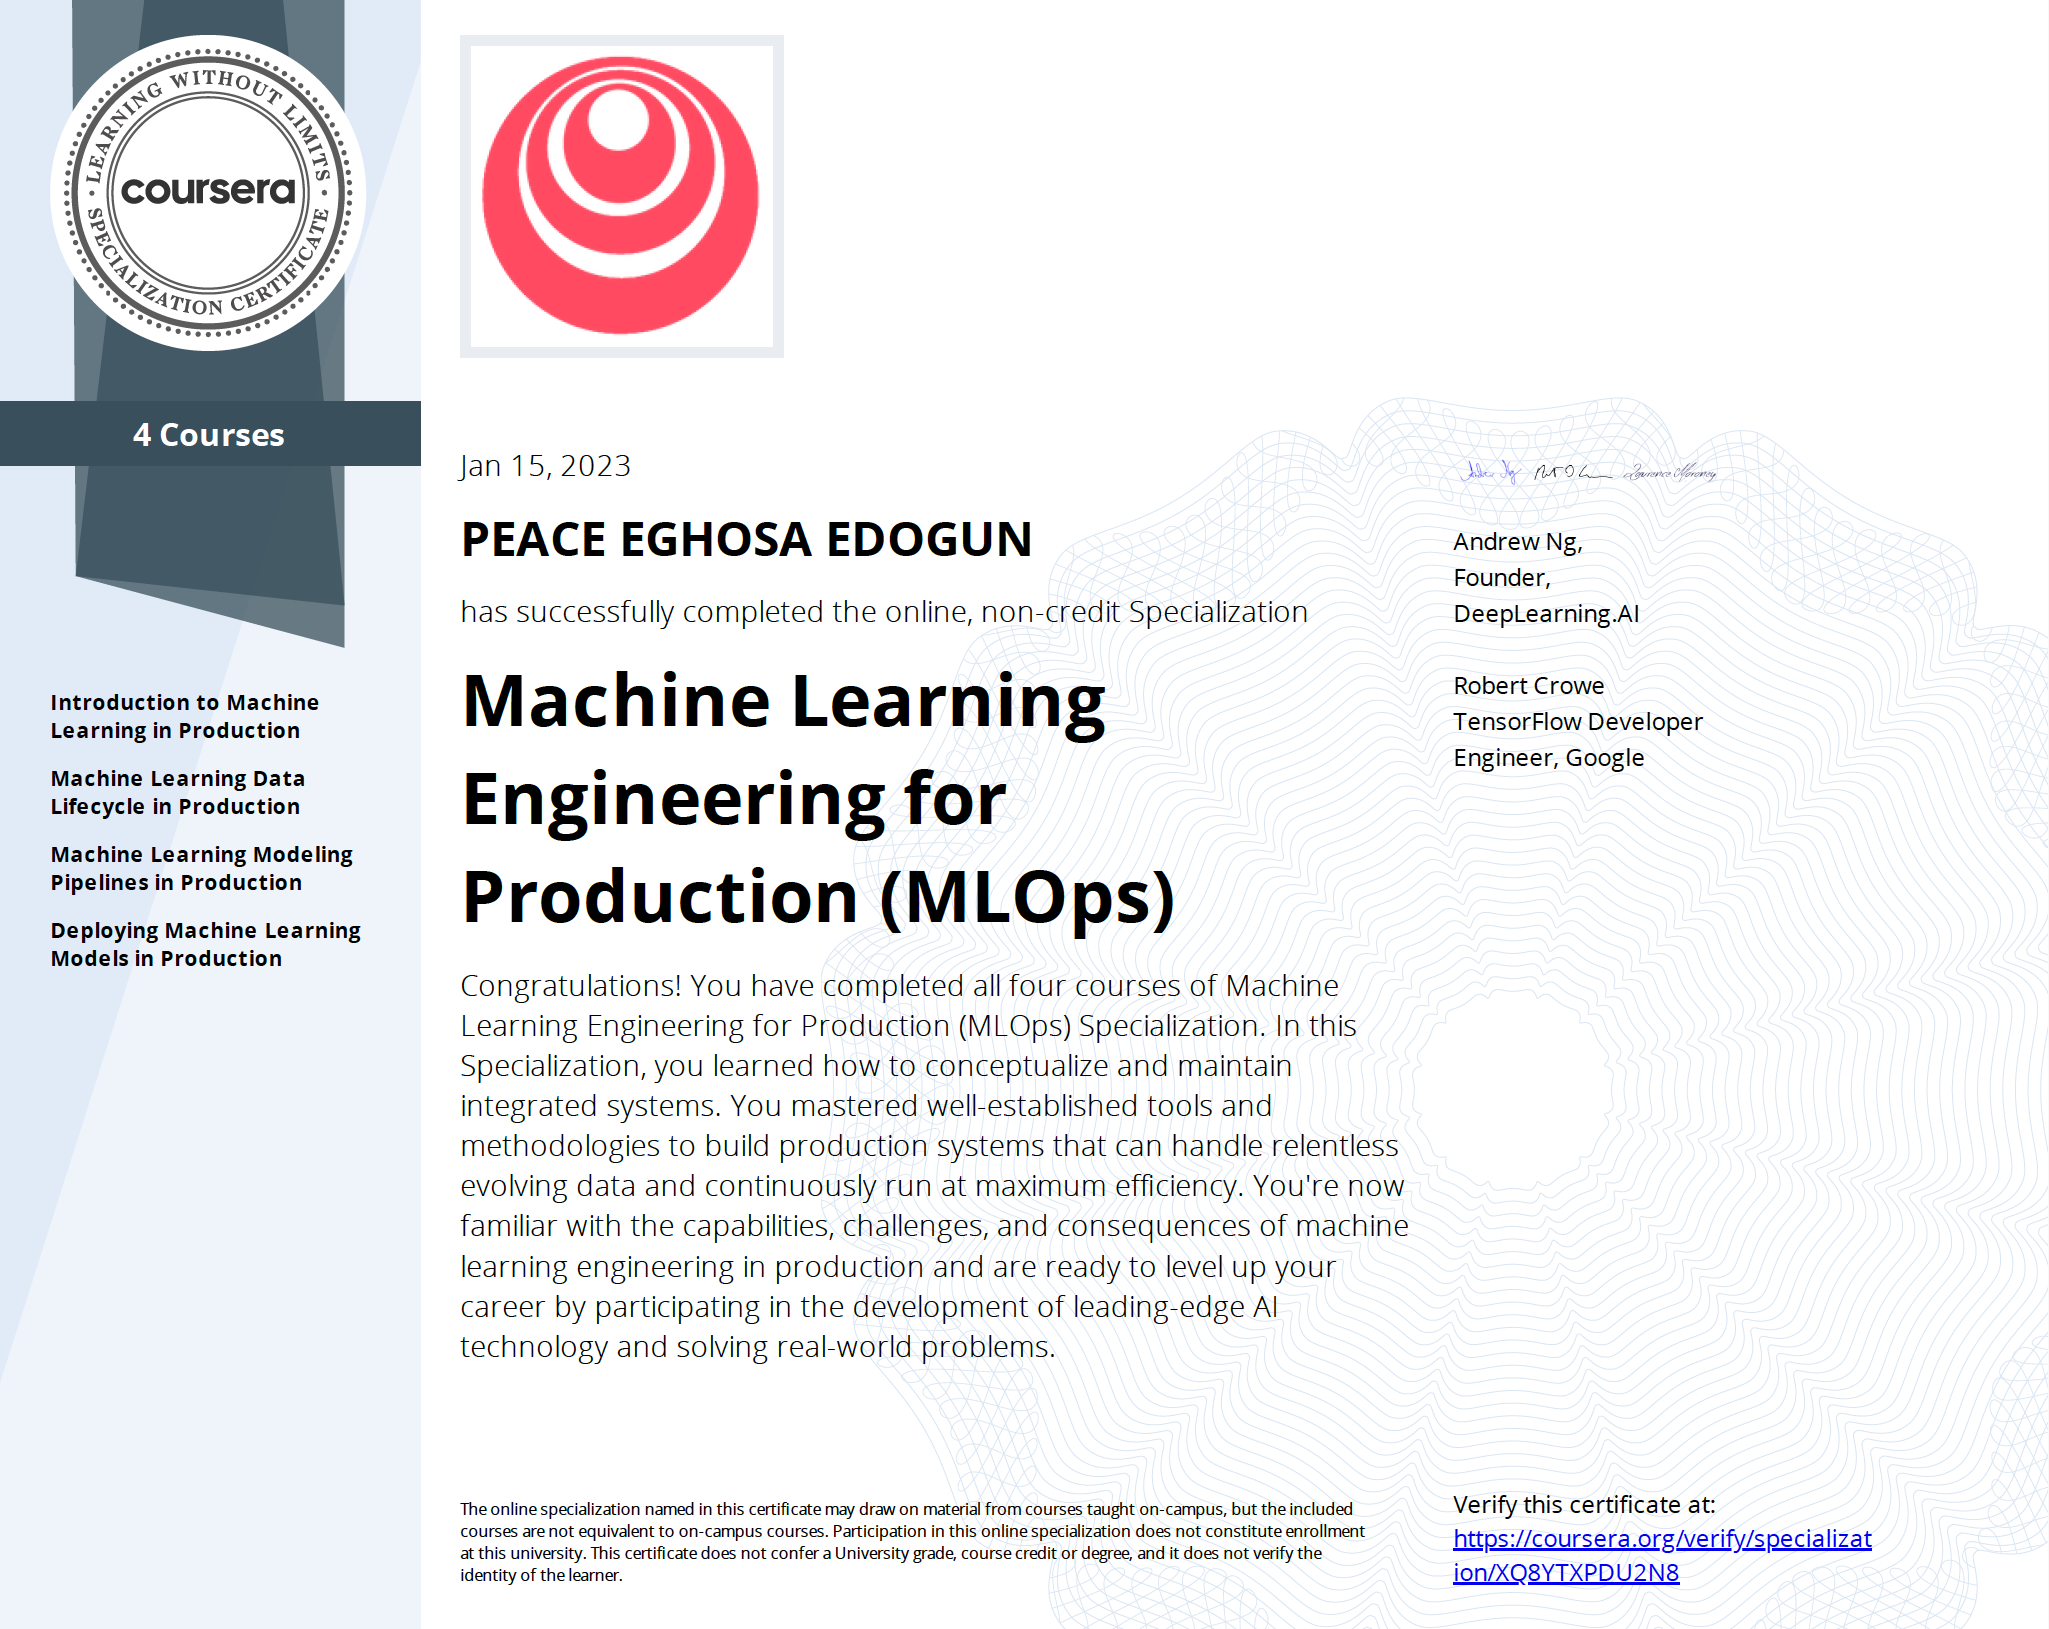 LEARNING WITHOUT LIMITS
coursera
SPECIALIZATION CERTIFICATE
4 Courses
Introduction to Machine
Learning in Production
Machine Learning Data
Lifecycle in Production
Machine Learning Modeling
Pipelines in Production
Deploying Machine Learning
Models in Production
Jan 15, 2023
PEACE EGHOSA EDOGUN
has successfully completed the online, non-credit Specialization
Machine Learning
Engineering for
Production (MLOps)
Congratulations! You have completed all four courses of Machine
Learning Engineering for Production (MLOps) Specialization. In this
Specialization, you learned how to conceptualize and maintain
integrated systems. You mastered well-established tools and
methodologies to build production systems that can handle relentless
evolving data and continuously run at maximum efficiency. You're now
familiar with the capabilities, challenges, and consequences of machine
learning engineering in production and are ready to level up your
career by participating in the development of leading-edge AI
technology and solving real-world problems.
The online specialization named in this certificate may draw on material from courses taught on-campus, but the included
courses are not equivalent to on-campus courses. Participation in this online specialization does not constitute enrollment
at this university. This certificate does not confer a University grade, course credit or degree, and it does not verify the
identity of the learner.
Laurence Moroney
Andrew Ng,
Founder,
DeepLearning.AI
Robert Crowe
TensorFlow Developer
Engineer, Google
Verify this certificate at:
https://coursera.org/verify/specializat
ion/XQ8YTXPDU2N8